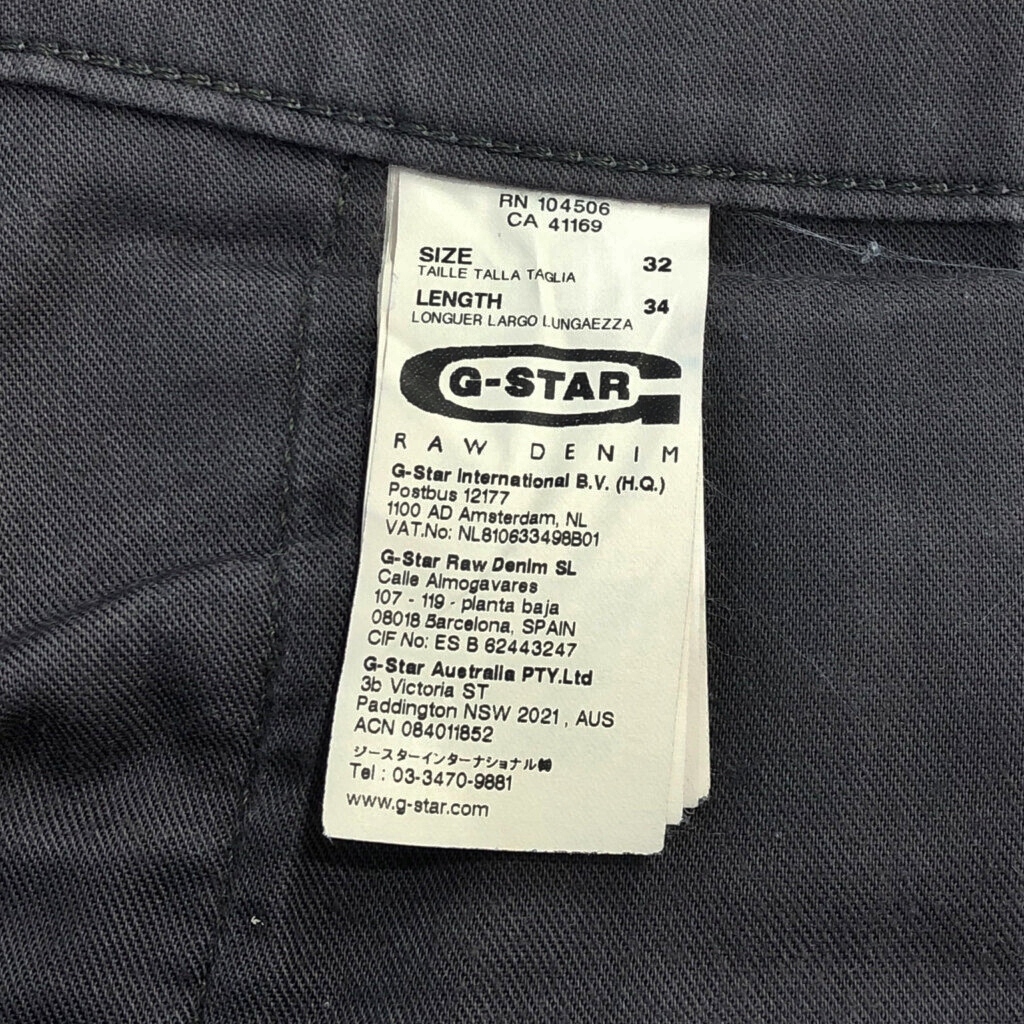 RN 104506
CA 41169
SIZE 32
TAILLE TALLA TAGLIA
LENGTH 34
LONGUER LARGO LUNGAEZZA
G-STAR
RAW DENIM
G-Star International B.V. (H.Q.)
Postbus 12177
1100 AD Amsterdam, NL
VAT.No: NL810633498B01
G-Star Raw Denim SL
Calle Almogavares
107 - 119 - planta baja
08018 Barcelona, SPAIN
CIF No: ES B 62443247
G-Star Australia PTY.Ltd
3b Victoria ST
Paddington NSW 2021, AUS
ACN 084011852
ジースターインターナショナル㈱
Tel : 03-3470-9881
www.g-star.com